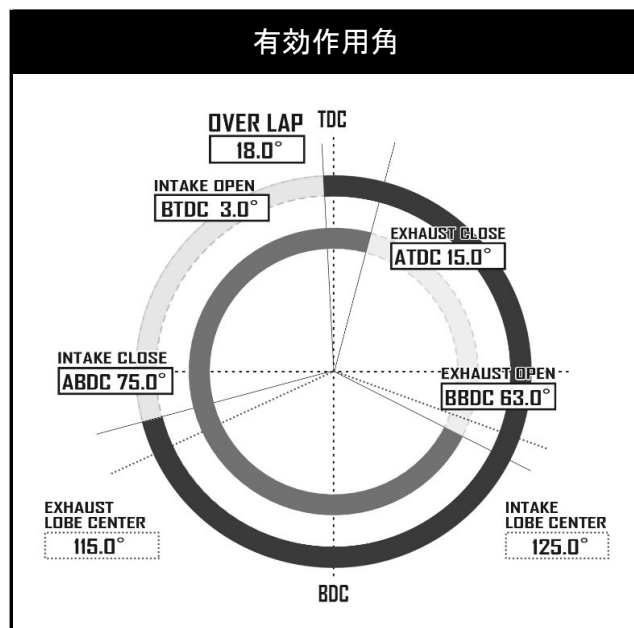 有効作用角
OVER LAP
18.0°
TDC
INTAKE OPEN
BTDC 3.0°
EXHAUST CLOSE
ATDC 15.0°
INTAKE CLOSE
ABDC 75.0°
EXHAUST OPEN
BBDC 63.0°
EXHAUST
LOBE CENTER
115.0°
INTAKE
LOBE CENTER
125.0°
BDC